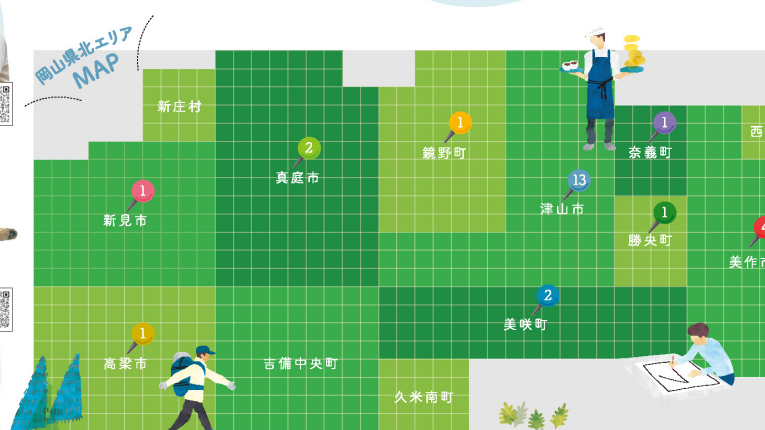 岡山県北エリア
MAP
新庄村
2
真庭市
1
鏡野町
1
奈義町
西
1
新見市
13
津山市
1
勝央町
4
美作市
2
美咲町
1
高梁市
吉備中央町
久米南町